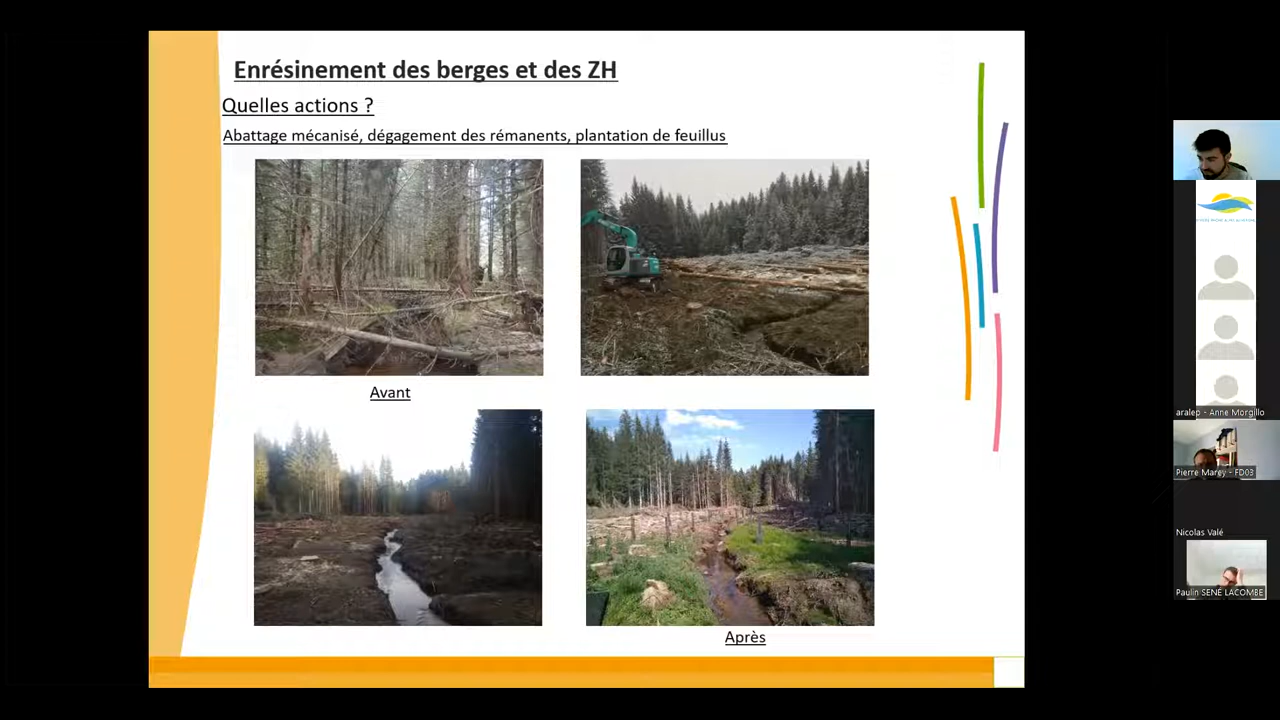 Enrésinement des berges et des ZH
Quelles actions ?
Abattage mécanisé, dégagement des rémanents, plantation de feuillus
Avant
Après
aralep - Anne Morgillo
Pierre Marey - FD03
Nicolas Valé
Paulin SENE LACOMBE